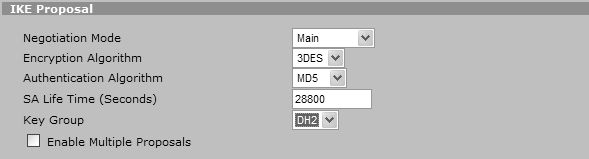 IKE Proposal
Negotiation Mode Main
Encryption Algorithm 3DES
Authentication Algorithm MD5
SA Life Time (Seconds) 28800
Key Group DH2
Enable Multiple Proposals